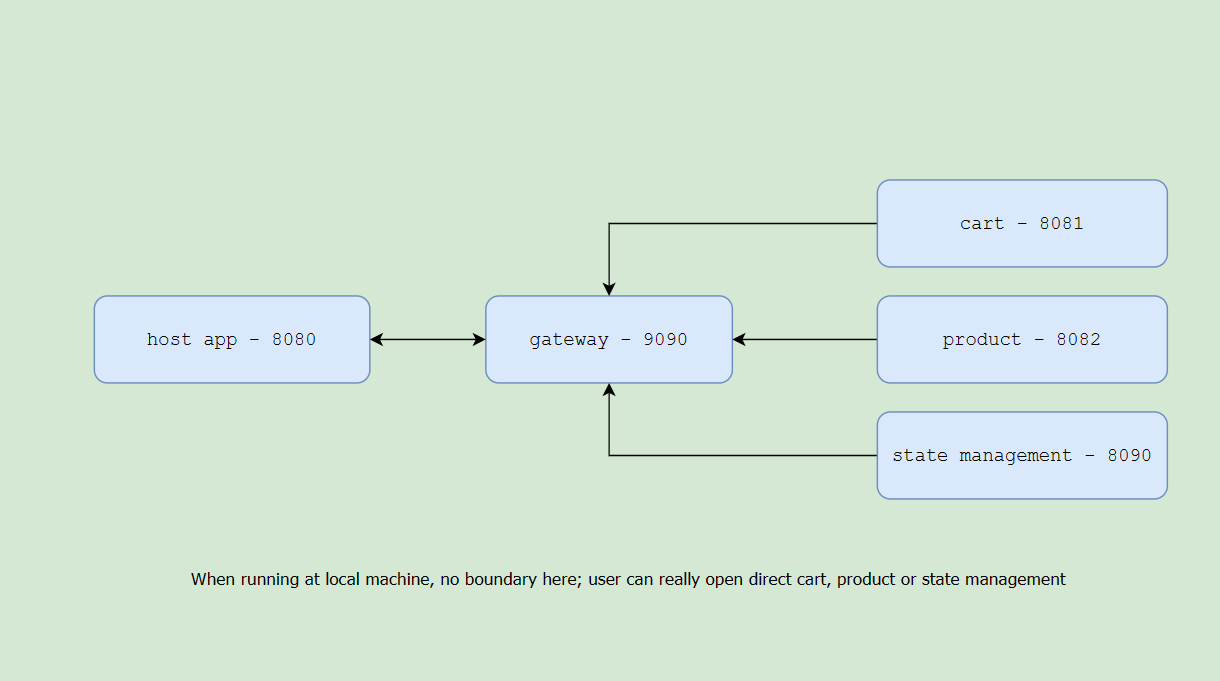 cart - 8081
host app - 8080
gateway - 9090
product - 8082
state management - 8090
When running at local machine, no boundary here; user can really open direct cart, product or state management